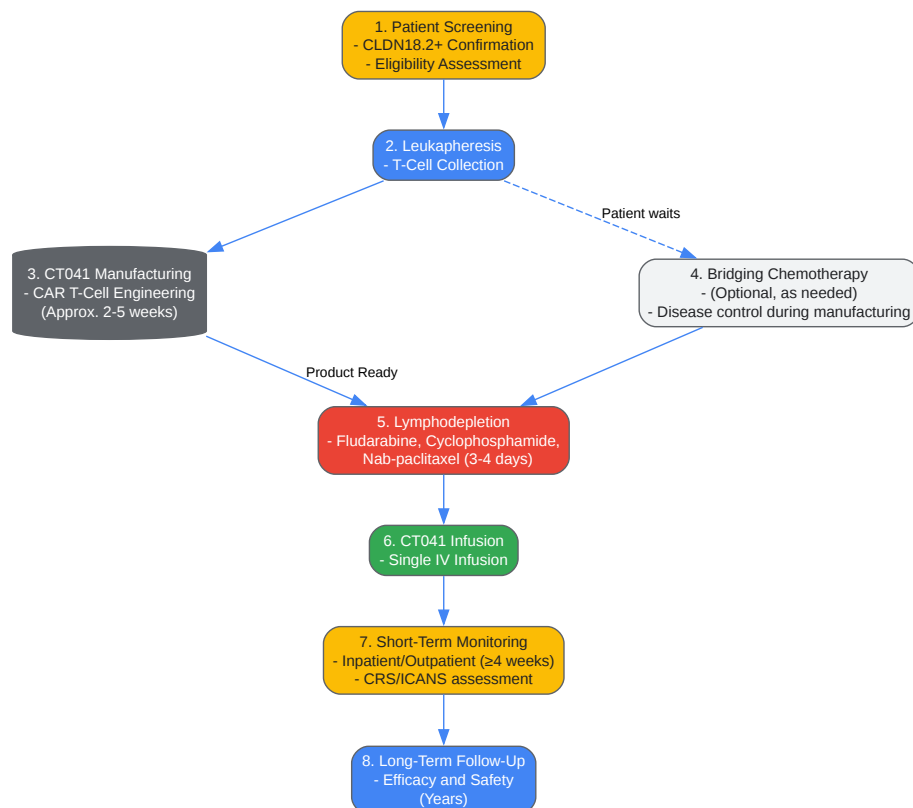 1. Patient Screening
- CLDN18.2+ Confirmation
- Eligibility Assessment
2. Leukapheresis
- T-Cell Collection
Patient waits
3. CT041 Manufacturing
- CAR T-Cell Engineering
(Approx. 2-5 weeks)
4. Bridging Chemotherapy
- (Optional, as needed)
- Disease control during manufacturing
Product Ready
5. Lymphodepletion
- Fludarabine, Cyclophosphamide,
Nab-paclitaxel (3-4 days)
6. CT041 Infusion
- Single IV Infusion
7. Short-Term Monitoring
- Inpatient/Outpatient (≥4 weeks)
- CRS/ICANS assessment
8. Long-Term Follow-Up
- Efficacy and Safety
(Years)